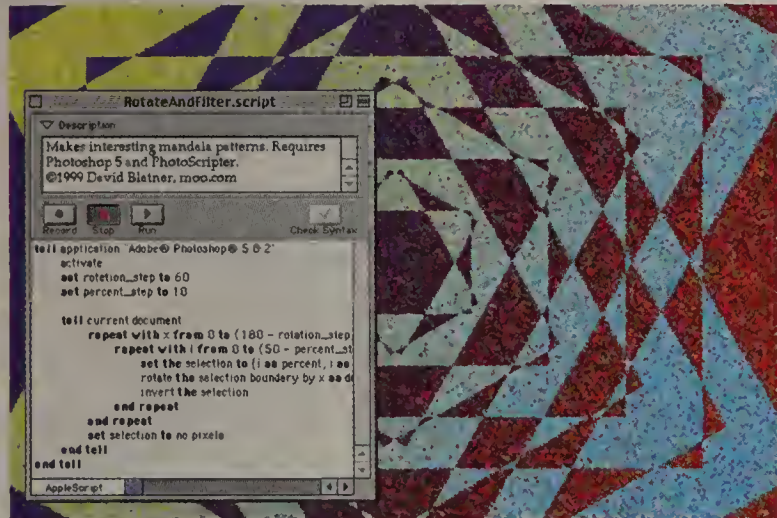 RotateAndFilter.script
Description
Makes interesting mandala patterns. Requires
Photoshop 5 and PhotoScripter.
©1999 David Blatner, moo.com
Record Stop Run Check Syntax
tell application "Adobe® Photoshop® 5.0.2"
activate
set rotation_step to 60
set percent_step to 10
tell current document
repeat with x from 0 to (180 - rotation_step
repeat with i from 0 to (50 - percent_st
set the selection to {i as percent, i as
rotate the selection boundary by x as de
invert the selection
end repeat
end repeat
set selection to no pixels
end tell
end tell
AppleScript